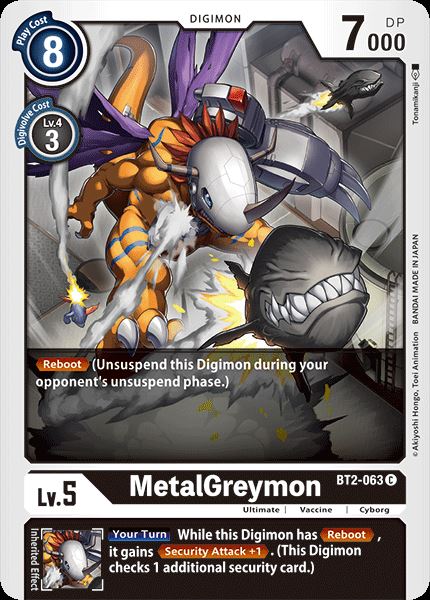 Play Cost
8
DIGIMON
DP
7000
Digivolve Cost
Lv.4
3
Tonamikanji
Reboot (Unsuspend this Digimon during your
opponent's unsuspend phase.)
©Akiyoshi Hongo, Toei Animation BANDAI MADE IN JAPAN
Lv.5
MetalGreymon
BT2-063 C
Ultimate | Vaccine | Cyborg
Inherited Effect
Your Turn While this Digimon has Reboot ,
it gains Security Attack +1 . (This Digimon
checks 1 additional security card.)